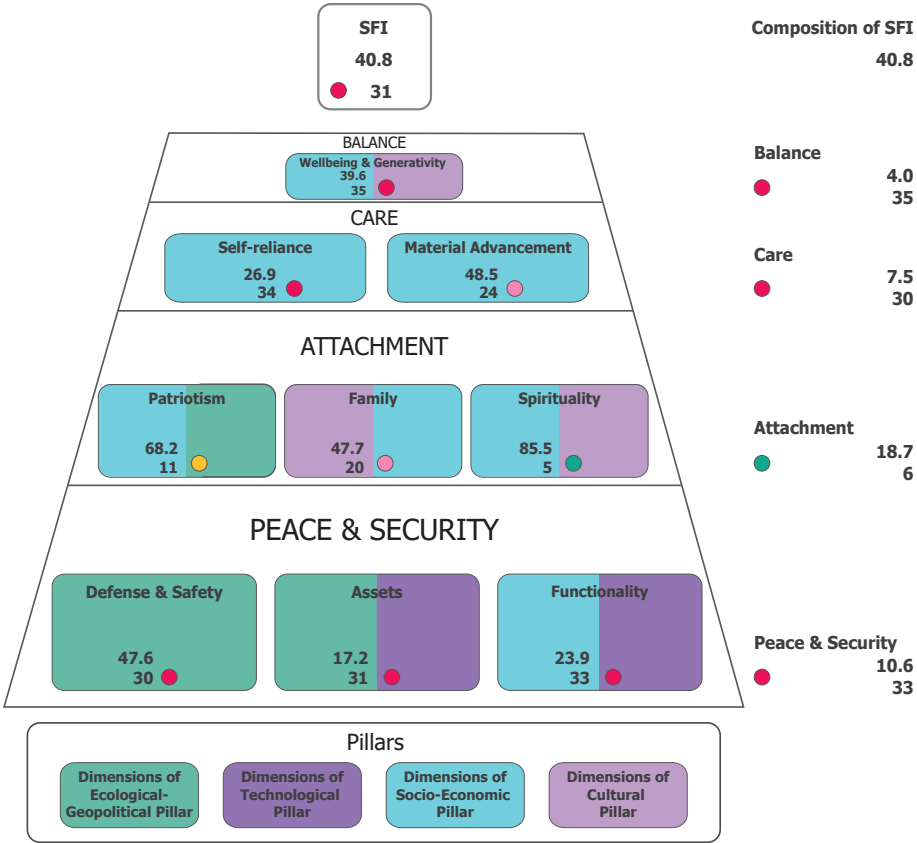 SFI
40.8
31
Composition of SFI
40.8
BALANCE
Wellbeing & Generativity
39.6
35
Balance
4.0
35
CARE
Self-reliance
26.9
34
Material Advancement
48.5
24
Care
7.5
30
ATTACHMENT
Patriotism
68.2
11
Family
47.7
20
Spirituality
85.5
5
Attachment
18.7
6
PEACE & SECURITY
Defense & Safety
47.6
30
Assets
17.2
31
Functionality
23.9
33
Peace & Security
10.6
33
Pillars
Dimensions of
Ecological-
Geopolitical Pillar
Dimensions of
Technological
Pillar
Dimensions of
Socio-Economic
Pillar
Dimensions of
Cultural
Pillar